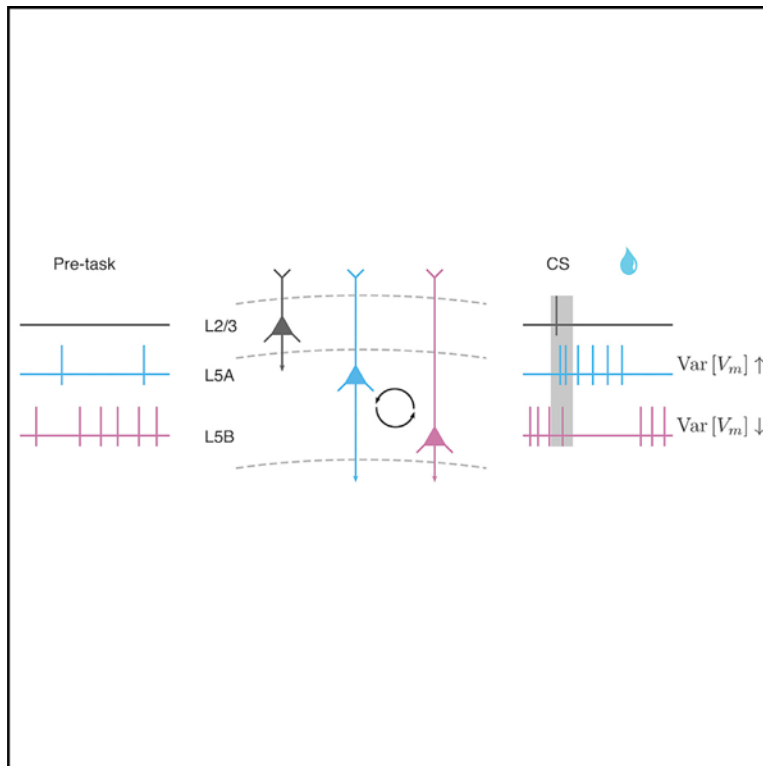 Pre-task
CS
L2/3
L5A
Var [V_m] ↑
L5B
Var [V_m] ↓